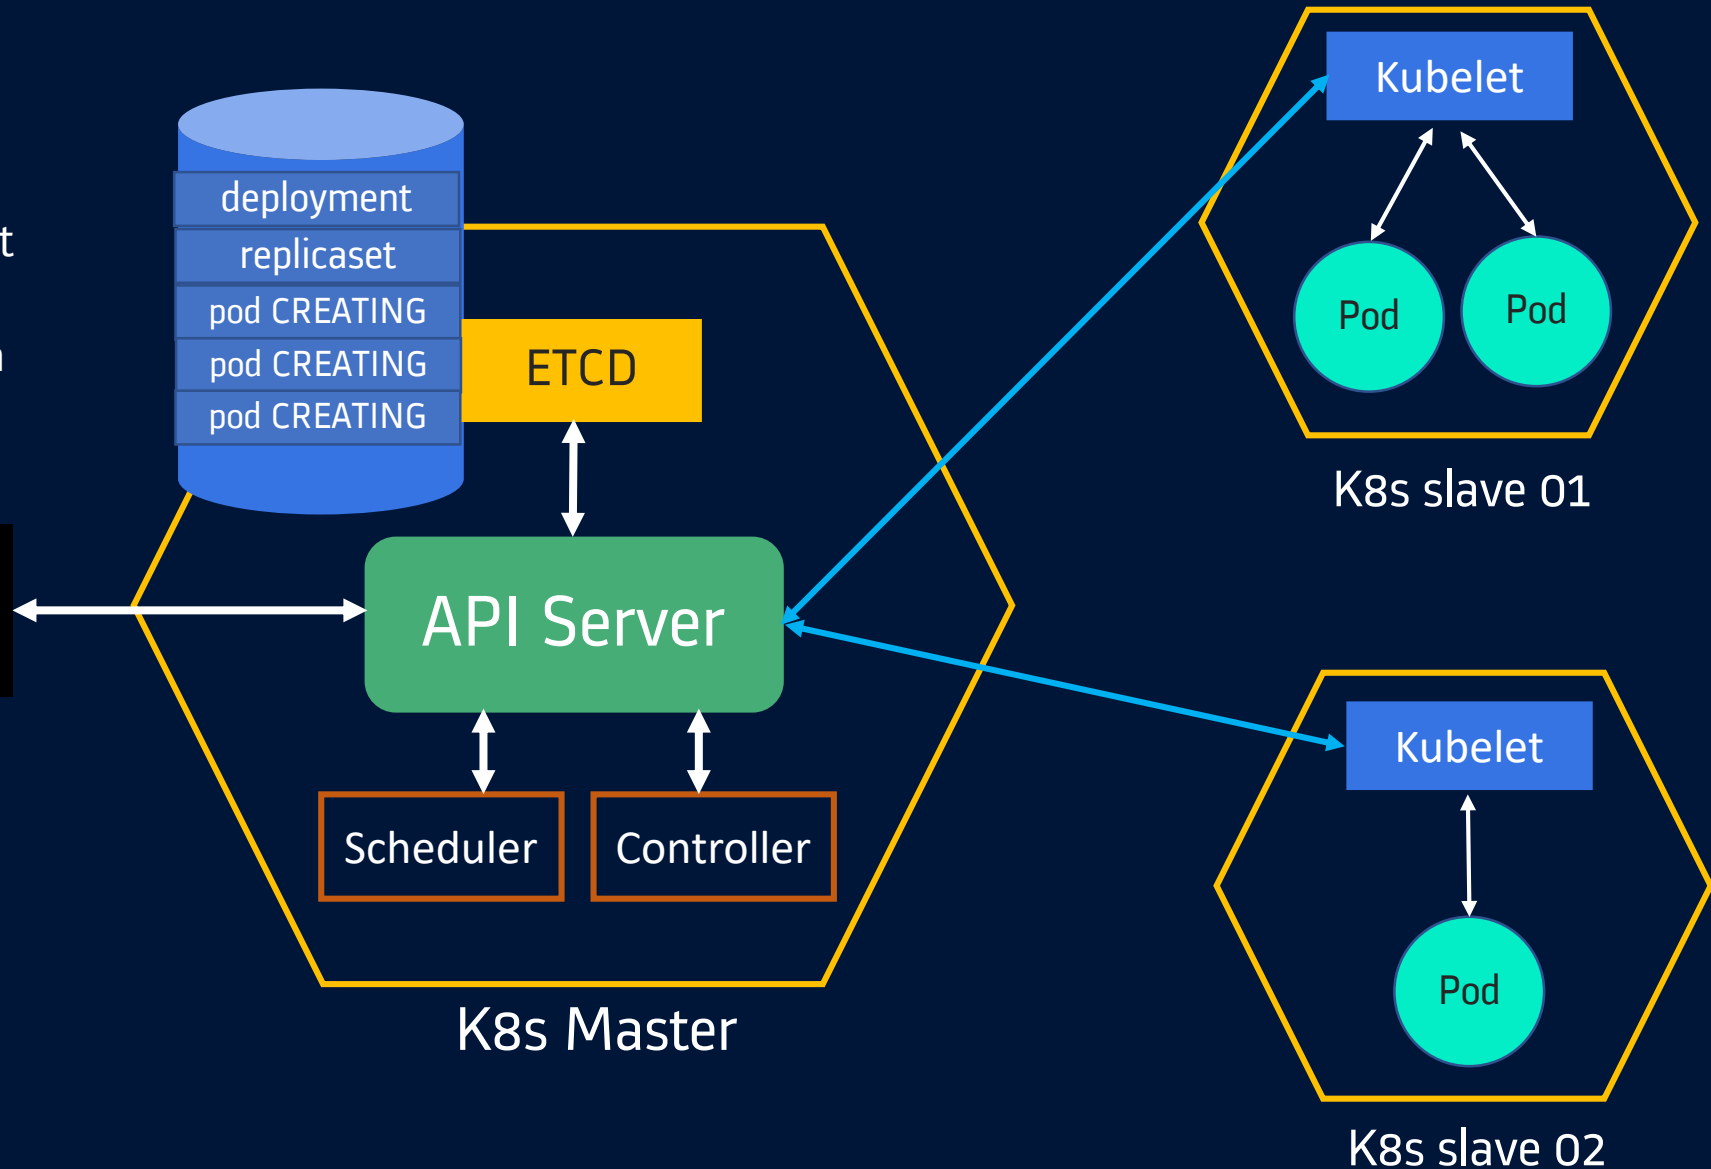 deployment
replicaset
pod CREATING
pod CREATING
pod CREATING
ETCD
API Server
Scheduler
Controller
K8s Master
Kubelet
Pod
Pod
K8s slave 01
Kubelet
Pod
K8s slave 02